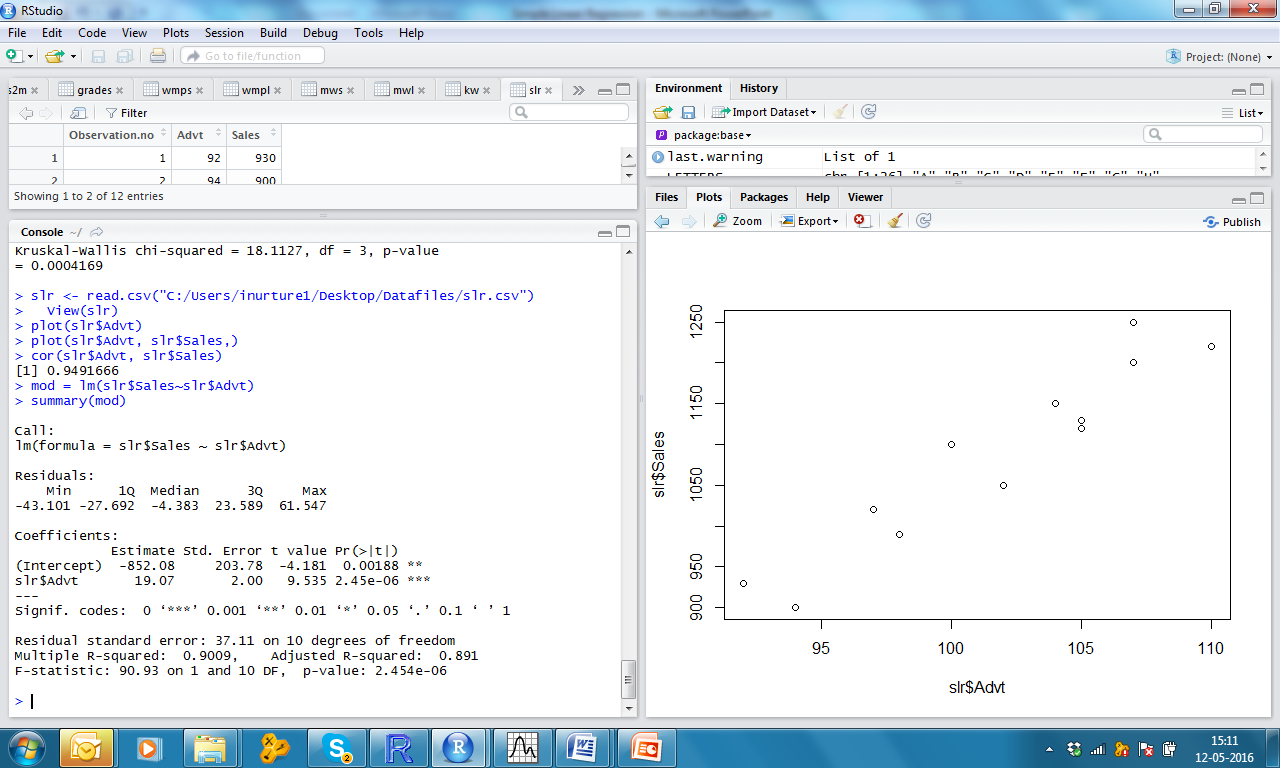 RStudio
File Edit Code View Plots Session Build Debug Tools Help
Go to file/function
Project: (None)
s2m grades wmps wmpl mws mwl kw slr
Filter
Observation.no Advt Sales
1 1 92 930
2 2 94 900
Showing 1 to 2 of 12 entries
Console ~/
Kruskal-Wallis chi-squared = 18.1127, df = 3, p-value
= 0.0004169
> slr <- read.csv("C:/Users/inurture1/Desktop/Datafiles/slr.csv")
>   View(slr)
> plot(slr$Advt)
> plot(slr$Advt, slr$Sales,)
> cor(slr$Advt, slr$Sales)
[1] 0.9491666
> mod = lm(slr$Sales~slr$Advt)
> summary(mod)
Call:
lm(formula = slr$Sales ~ slr$Advt)
Residuals:
    Min      1Q  Median      3Q     Max
-43.101 -27.692  -4.383  23.589  61.547
Coefficients:
            Estimate Std. Error t value Pr(>|t|)
(Intercept)  -852.08     203.78  -4.181  0.00188 **
slr$Advt       19.07       2.00   9.535 2.45e-06 ***
---
Signif. codes:  0 ‘***’ 0.001 ‘**’ 0.01 ‘*’ 0.05 ‘.’ 0.1 ‘ ’ 1
Residual standard error: 37.11 on 10 degrees of freedom
Multiple R-squared:  0.9009,    Adjusted R-squared:  0.891
F-statistic: 90.93 on 1 and 10 DF,  p-value: 2.454e-06
>
Environment History
Import Dataset List
package:base
last.warning List of 1
LETTERS chr [1:26] "A" "B" "C" "D" "E" "F" "G" "H"
Files Plots Packages Help Viewer
Zoom Export Publish
1250
1150
1050
950
900
slr$Sales
95 100 105 110
slr$Advt
15:11
12-05-2016